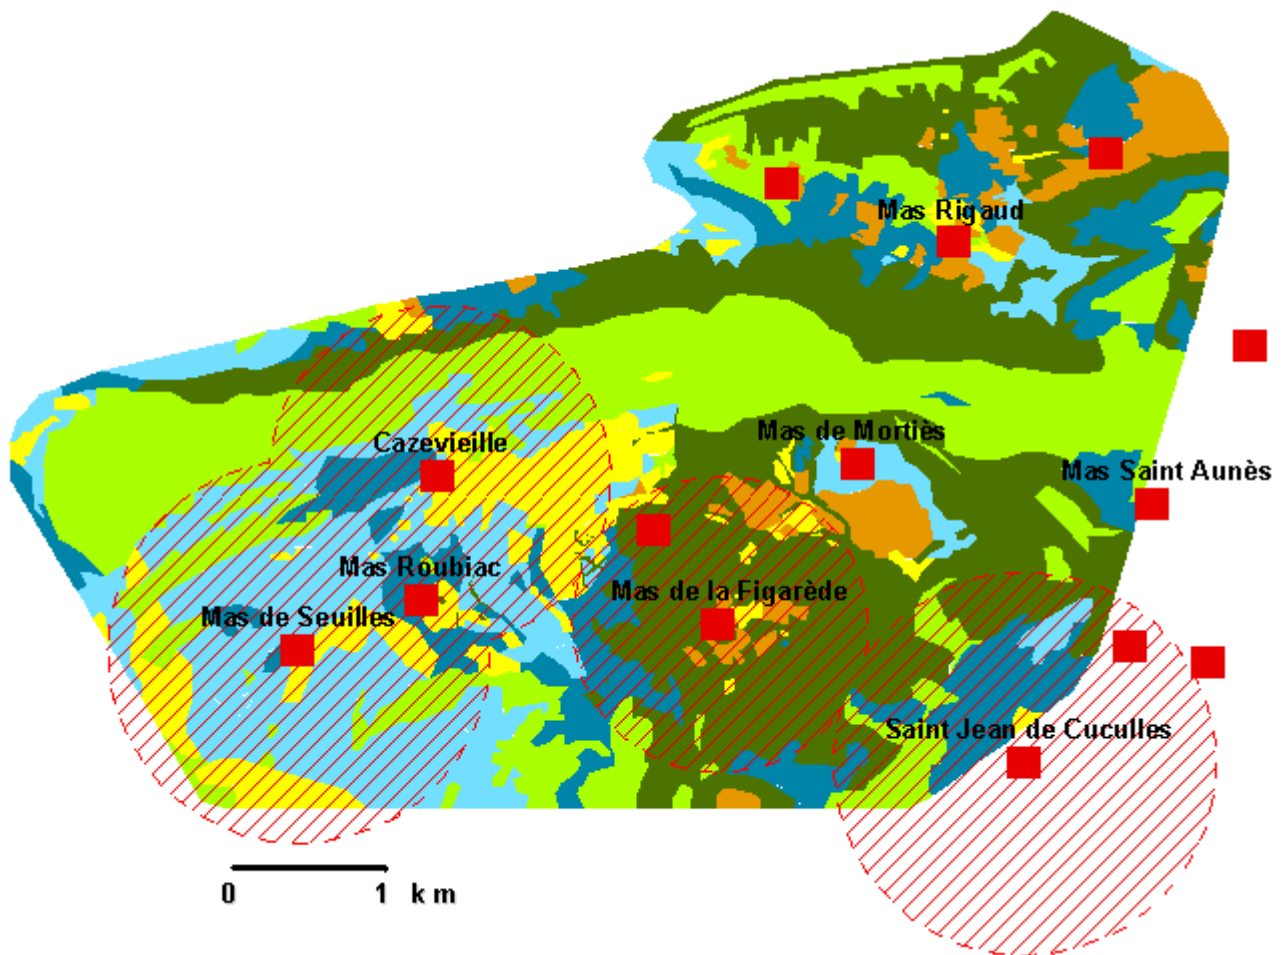 Mas Rigaud
Mas de Mortiès
Cazevieille
Mas Saint Aunès
Mas Roubiac
Mas de la Figarède
Mas de Seuilles
Saint Jean de Cuculles
0 1 km